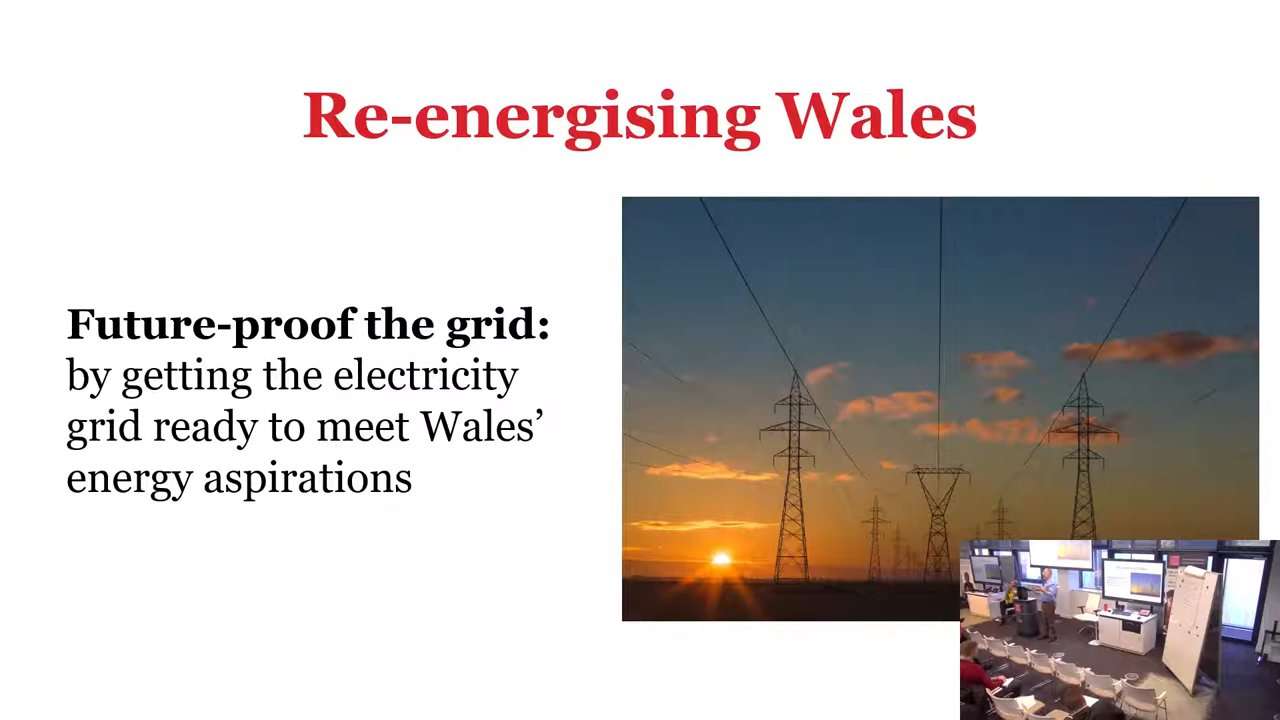 Re-energising Wales
Future-proof the grid:
by getting the electricity
grid ready to meet Wales’
energy aspirations